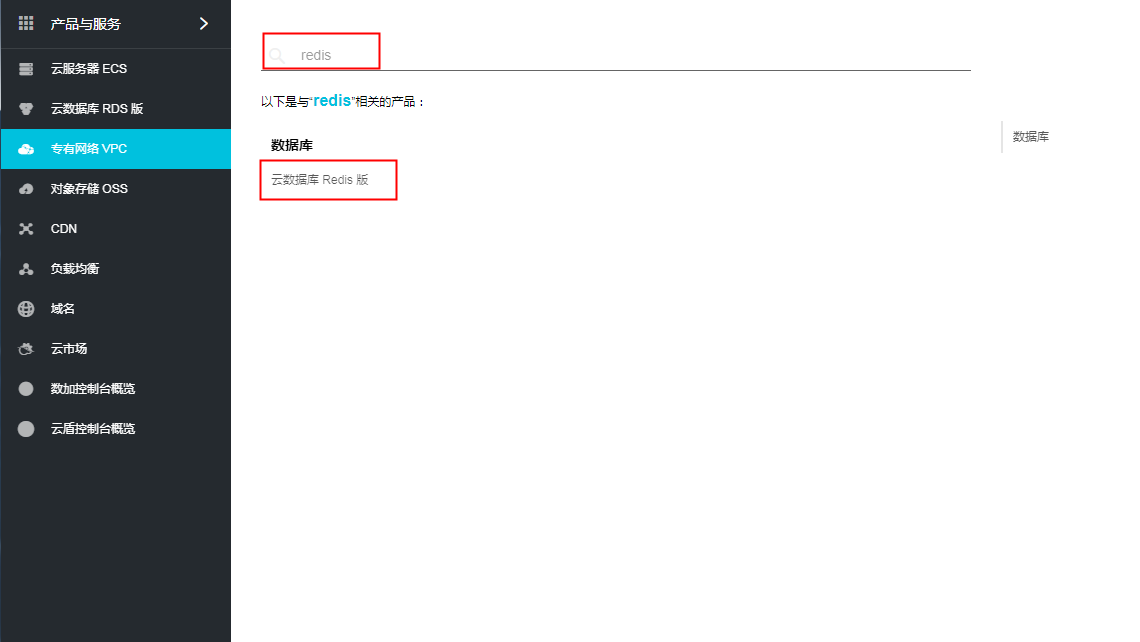 产品与服务
云服务器 ECS
云数据库 RDS 版
专有网络 VPC
对象存储 OSS
CDN
负载均衡
域名
云市场
数加控制台概览
云盾控制台概览
redis
以下是与“redis”相关的产品：
数据库
云数据库 Redis 版
数据库